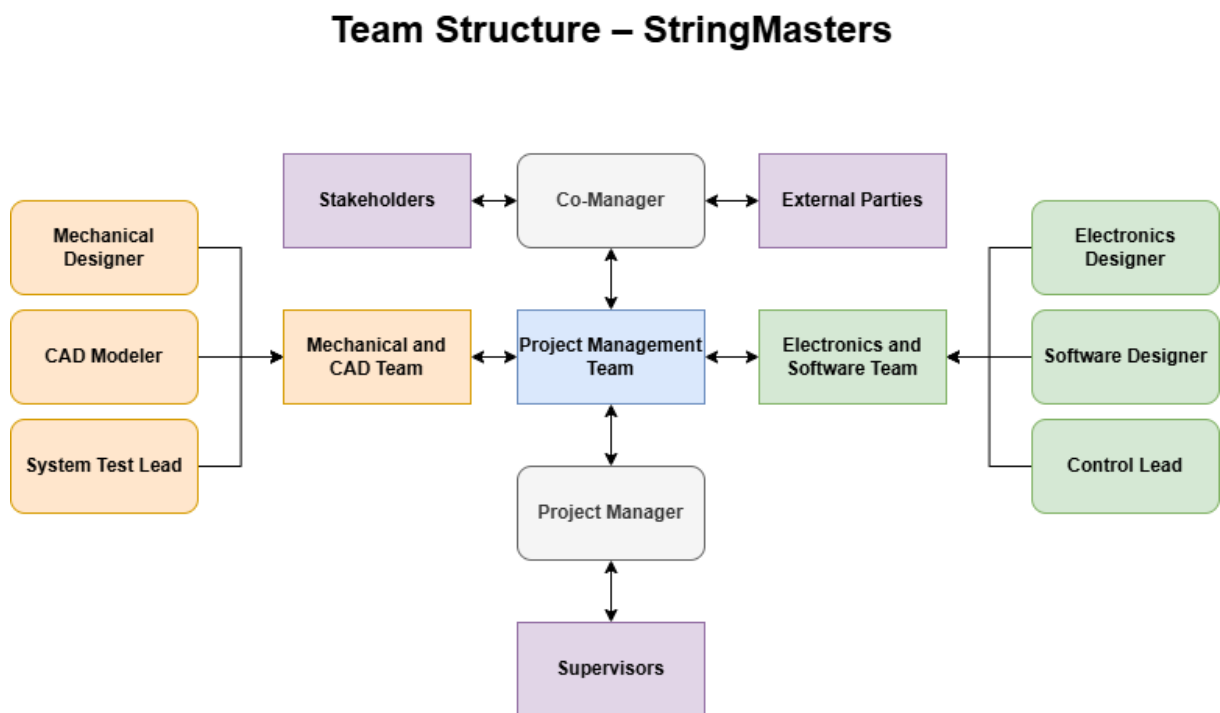 Team Structure – StringMasters
Stakeholders
Co-Manager
External Parties
Mechanical
Designer
CAD Modeler
System Test Lead
Mechanical and
CAD Team
Project Management
Team
Electronics and
Software Team
Electronics
Designer
Software Designer
Control Lead
Project Manager
Supervisors